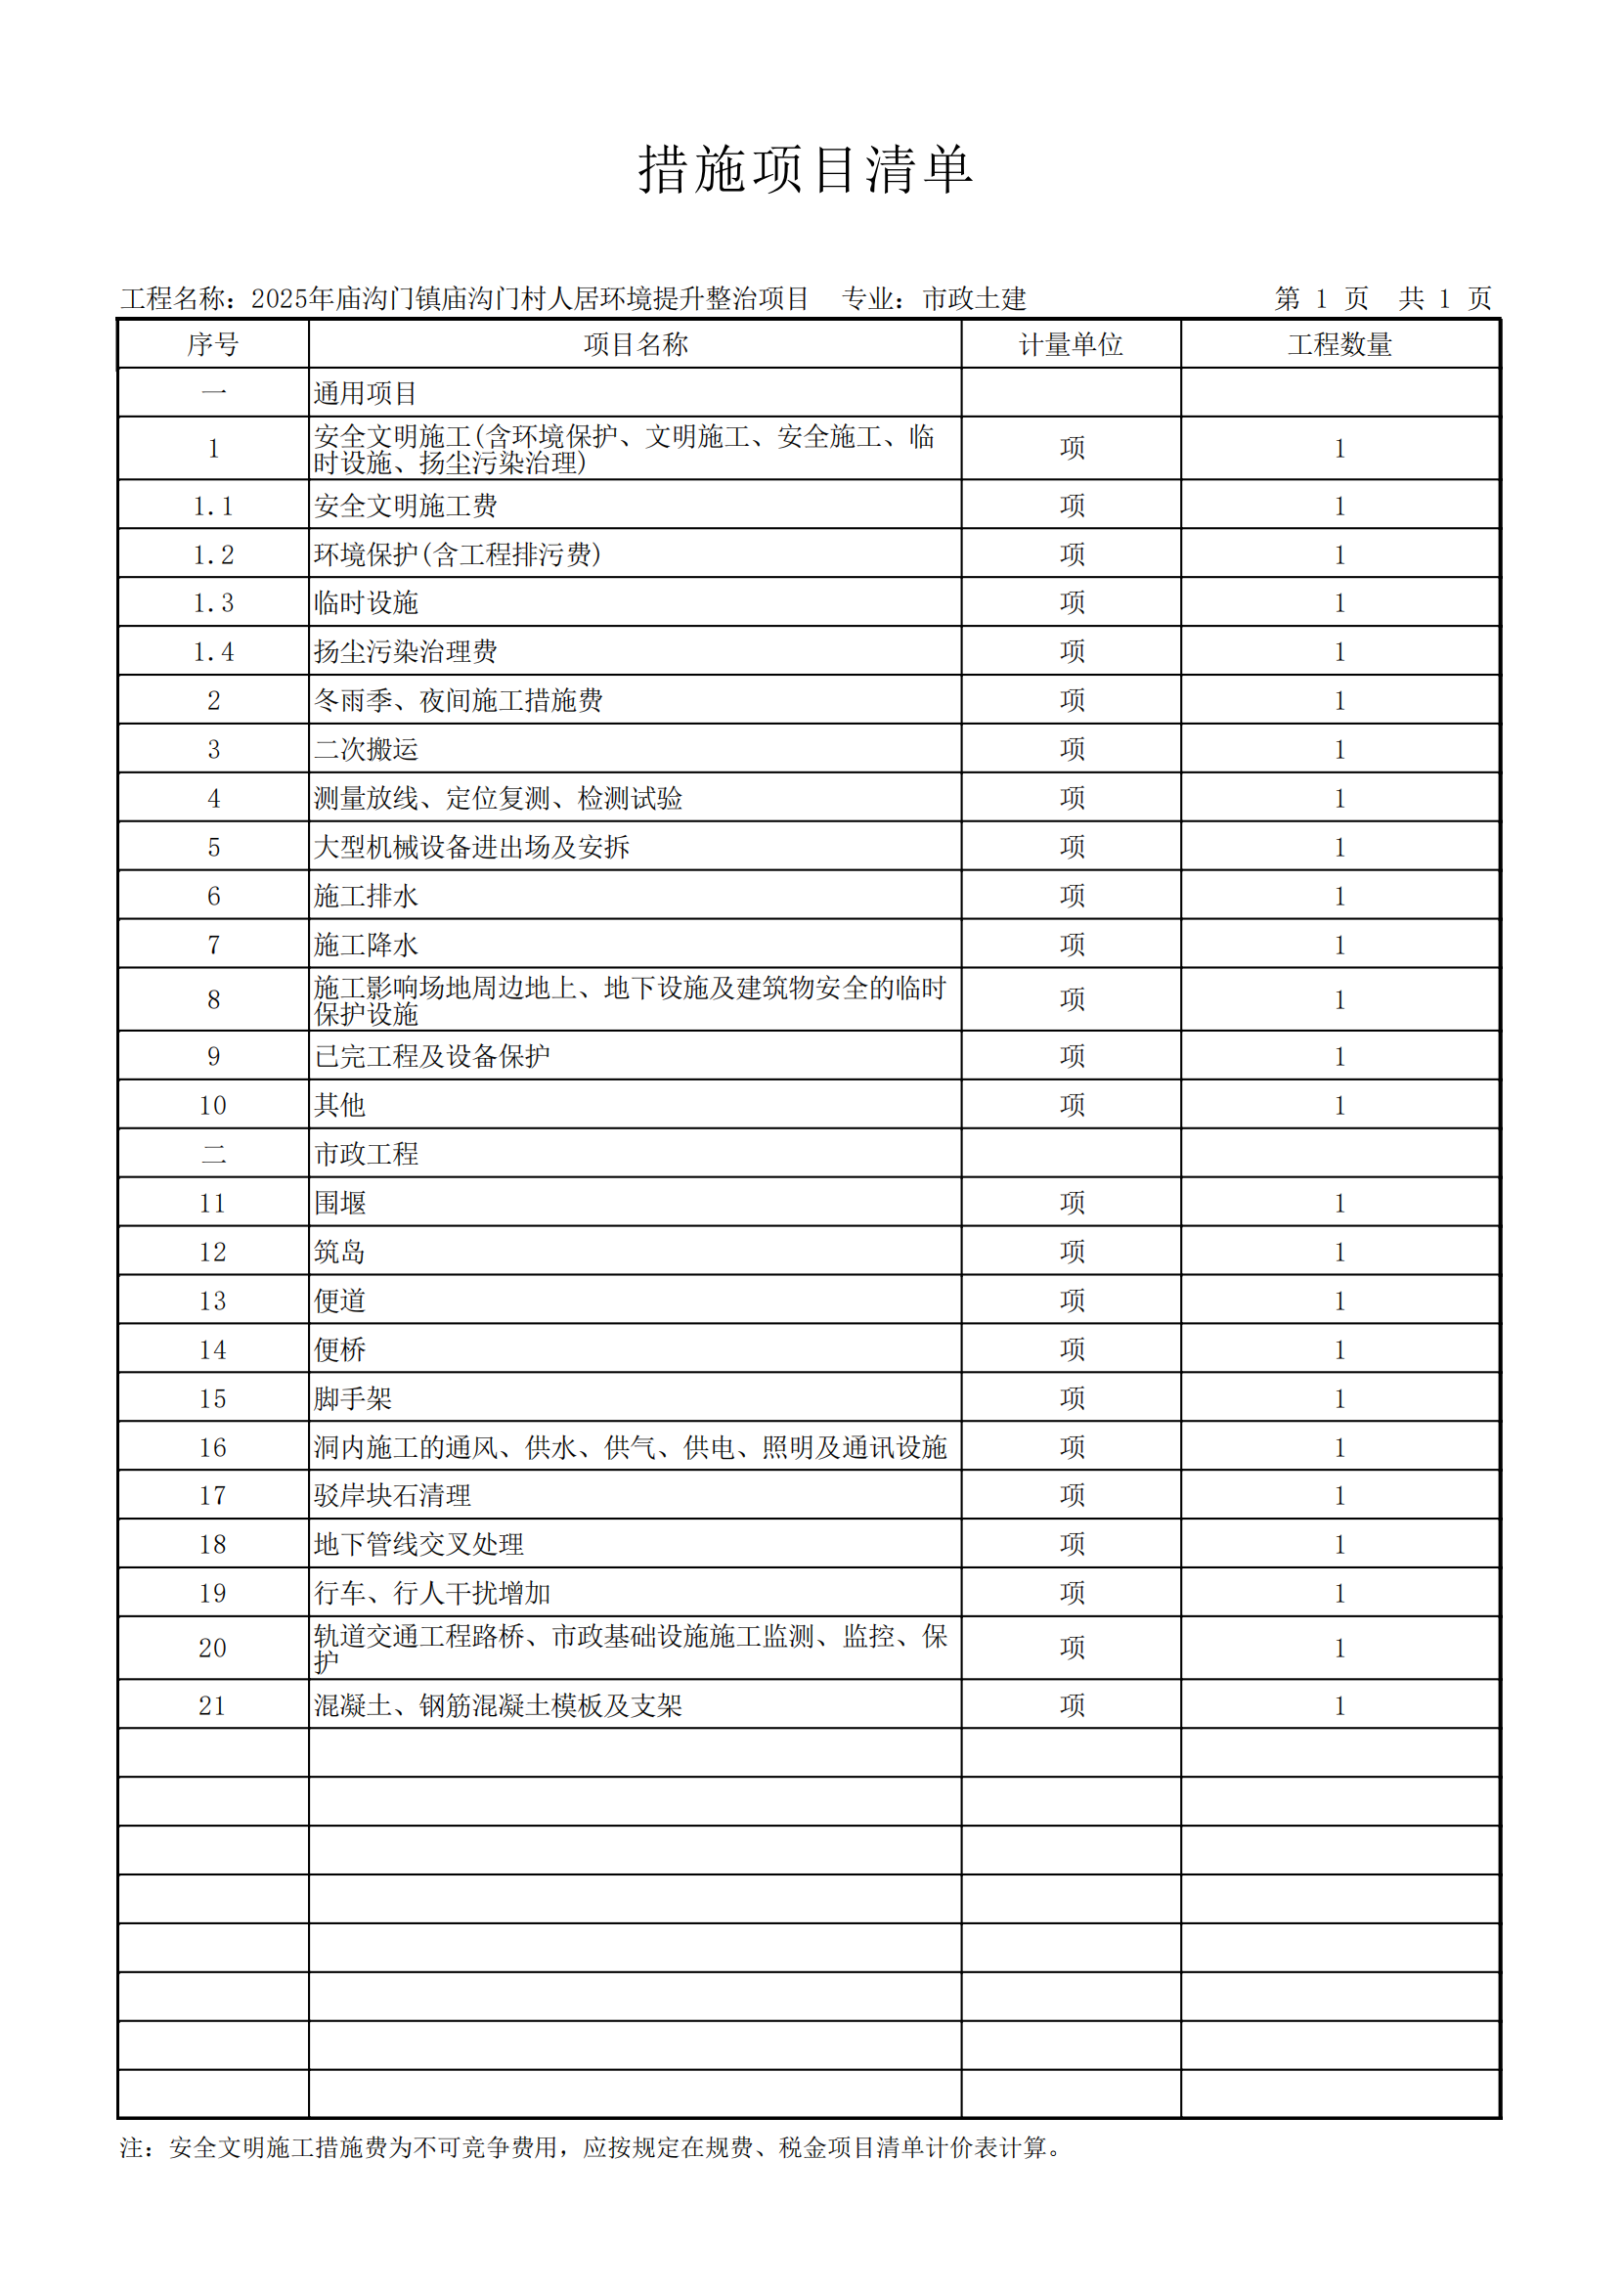 措施项目清单
工程名称：2025年庙沟门镇庙沟门村人居环境提升整治项目 专业：市政土建 第 1 页 共 1 页
序号 项目名称 计量单位 工程数量
一 通用项目
1 安全文明施工(含环境保护、文明施工、安全施工、临
时设施、扬尘污染治理) 项 1
1.1 安全文明施工费 项 1
1.2 环境保护(含工程排污费) 项 1
1.3 临时设施 项 1
1.4 扬尘污染治理费 项 1
2 冬雨季、夜间施工措施费 项 1
3 二次搬运 项 1
4 测量放线、定位复测、检测试验 项 1
5 大型机械设备进出场及安拆 项 1
6 施工排水 项 1
7 施工降水 项 1
8 施工影响场地周边地上、地下设施及建筑物安全的临时
保护设施 项 1
9 已完工程及设备保护 项 1
10 其他 项 1
二 市政工程
11 围堰 项 1
12 筑岛 项 1
13 便道 项 1
14 便桥 项 1
15 脚手架 项 1
16 洞内施工的通风、供水、供气、供电、照明及通讯设施 项 1
17 驳岸块石清理 项 1
18 地下管线交叉处理 项 1
19 行车、行人干扰增加 项 1
20 轨道交通工程路桥、市政基础设施施工监测、监控、保
护 项 1
21 混凝土、钢筋混凝土模板及支架 项 1
注：安全文明施工措施费为不可竞争费用，应按规定在规费、税金项目清单计价表计算。